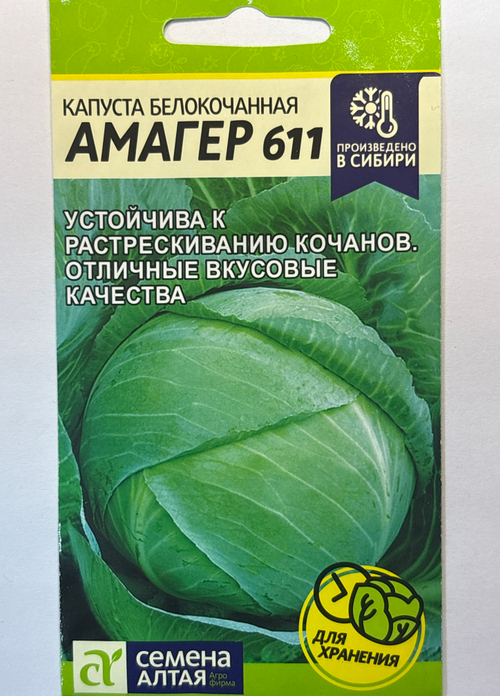 КАПУСТА БЕЛОКОЧАННАЯ
АМАГЕР 611
ПРОИЗВЕДЕНО
В СИБИРИ
УСТОЙЧИВА К
РАСТРЕСКИВАНИЮ КОЧАНОВ.
ОТЛИЧНЫЕ ВКУСОВЫЕ
КАЧЕСТВА
ДЛЯ
ХРАНЕНИЯ
семена
АЛТАЯ
Агро
фирма